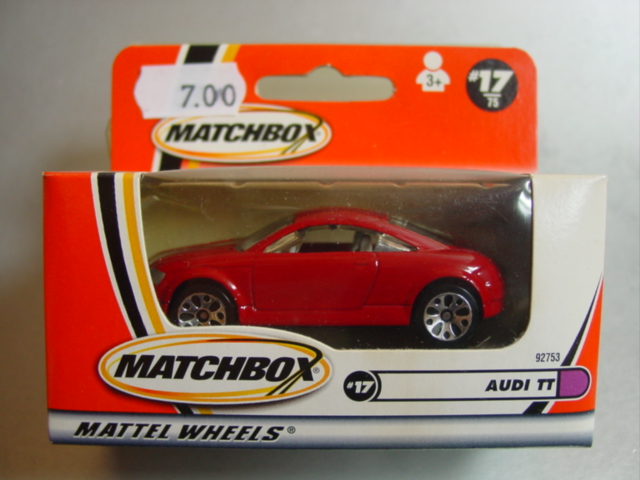 7.00
3+
#17
75
MATCHBOX®
92753
MATCHBOX®
#17
AUDI TT
MATTEL WHEELS®